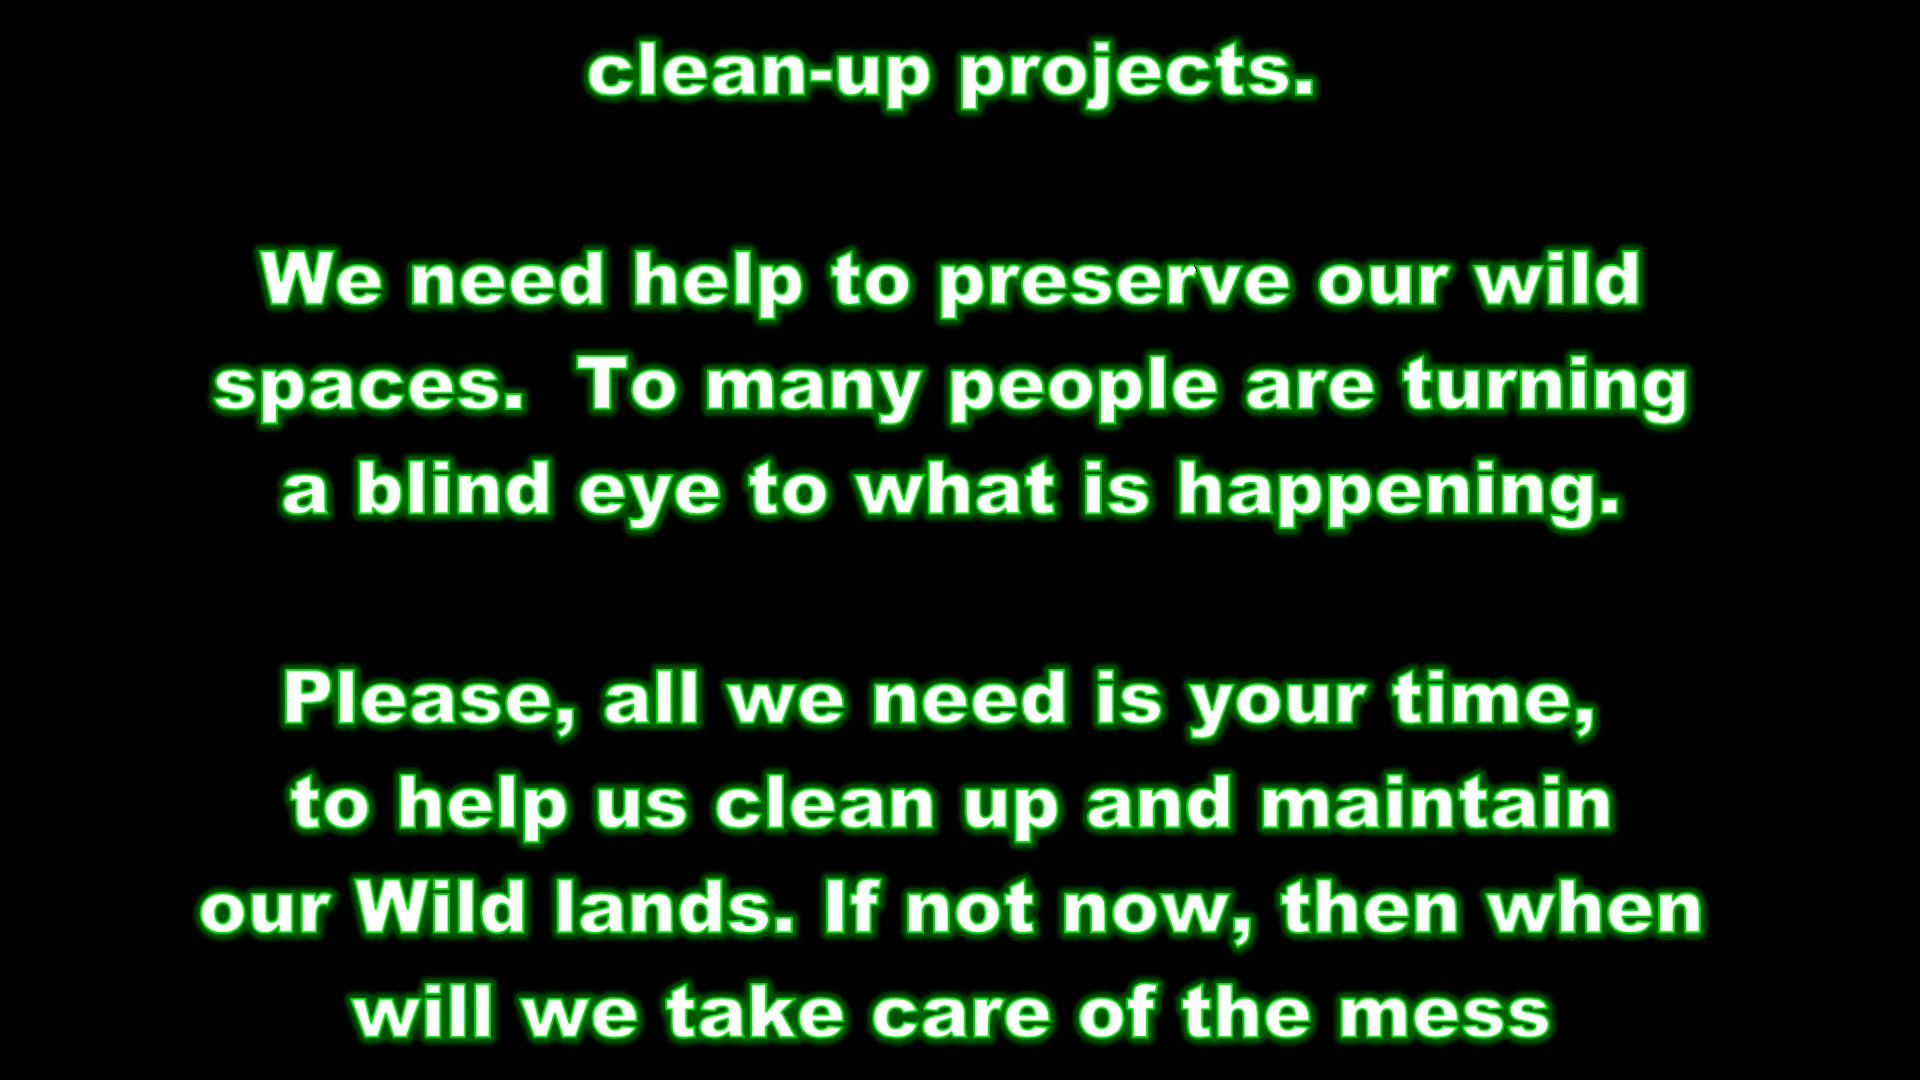 clean-up projects.
We need help to preserve our wild
spaces.  To many people are turning
a blind eye to what is happening.
Please, all we need is your time,
to help us clean up and maintain
our Wild lands. If not now, then when
will we take care of the mess